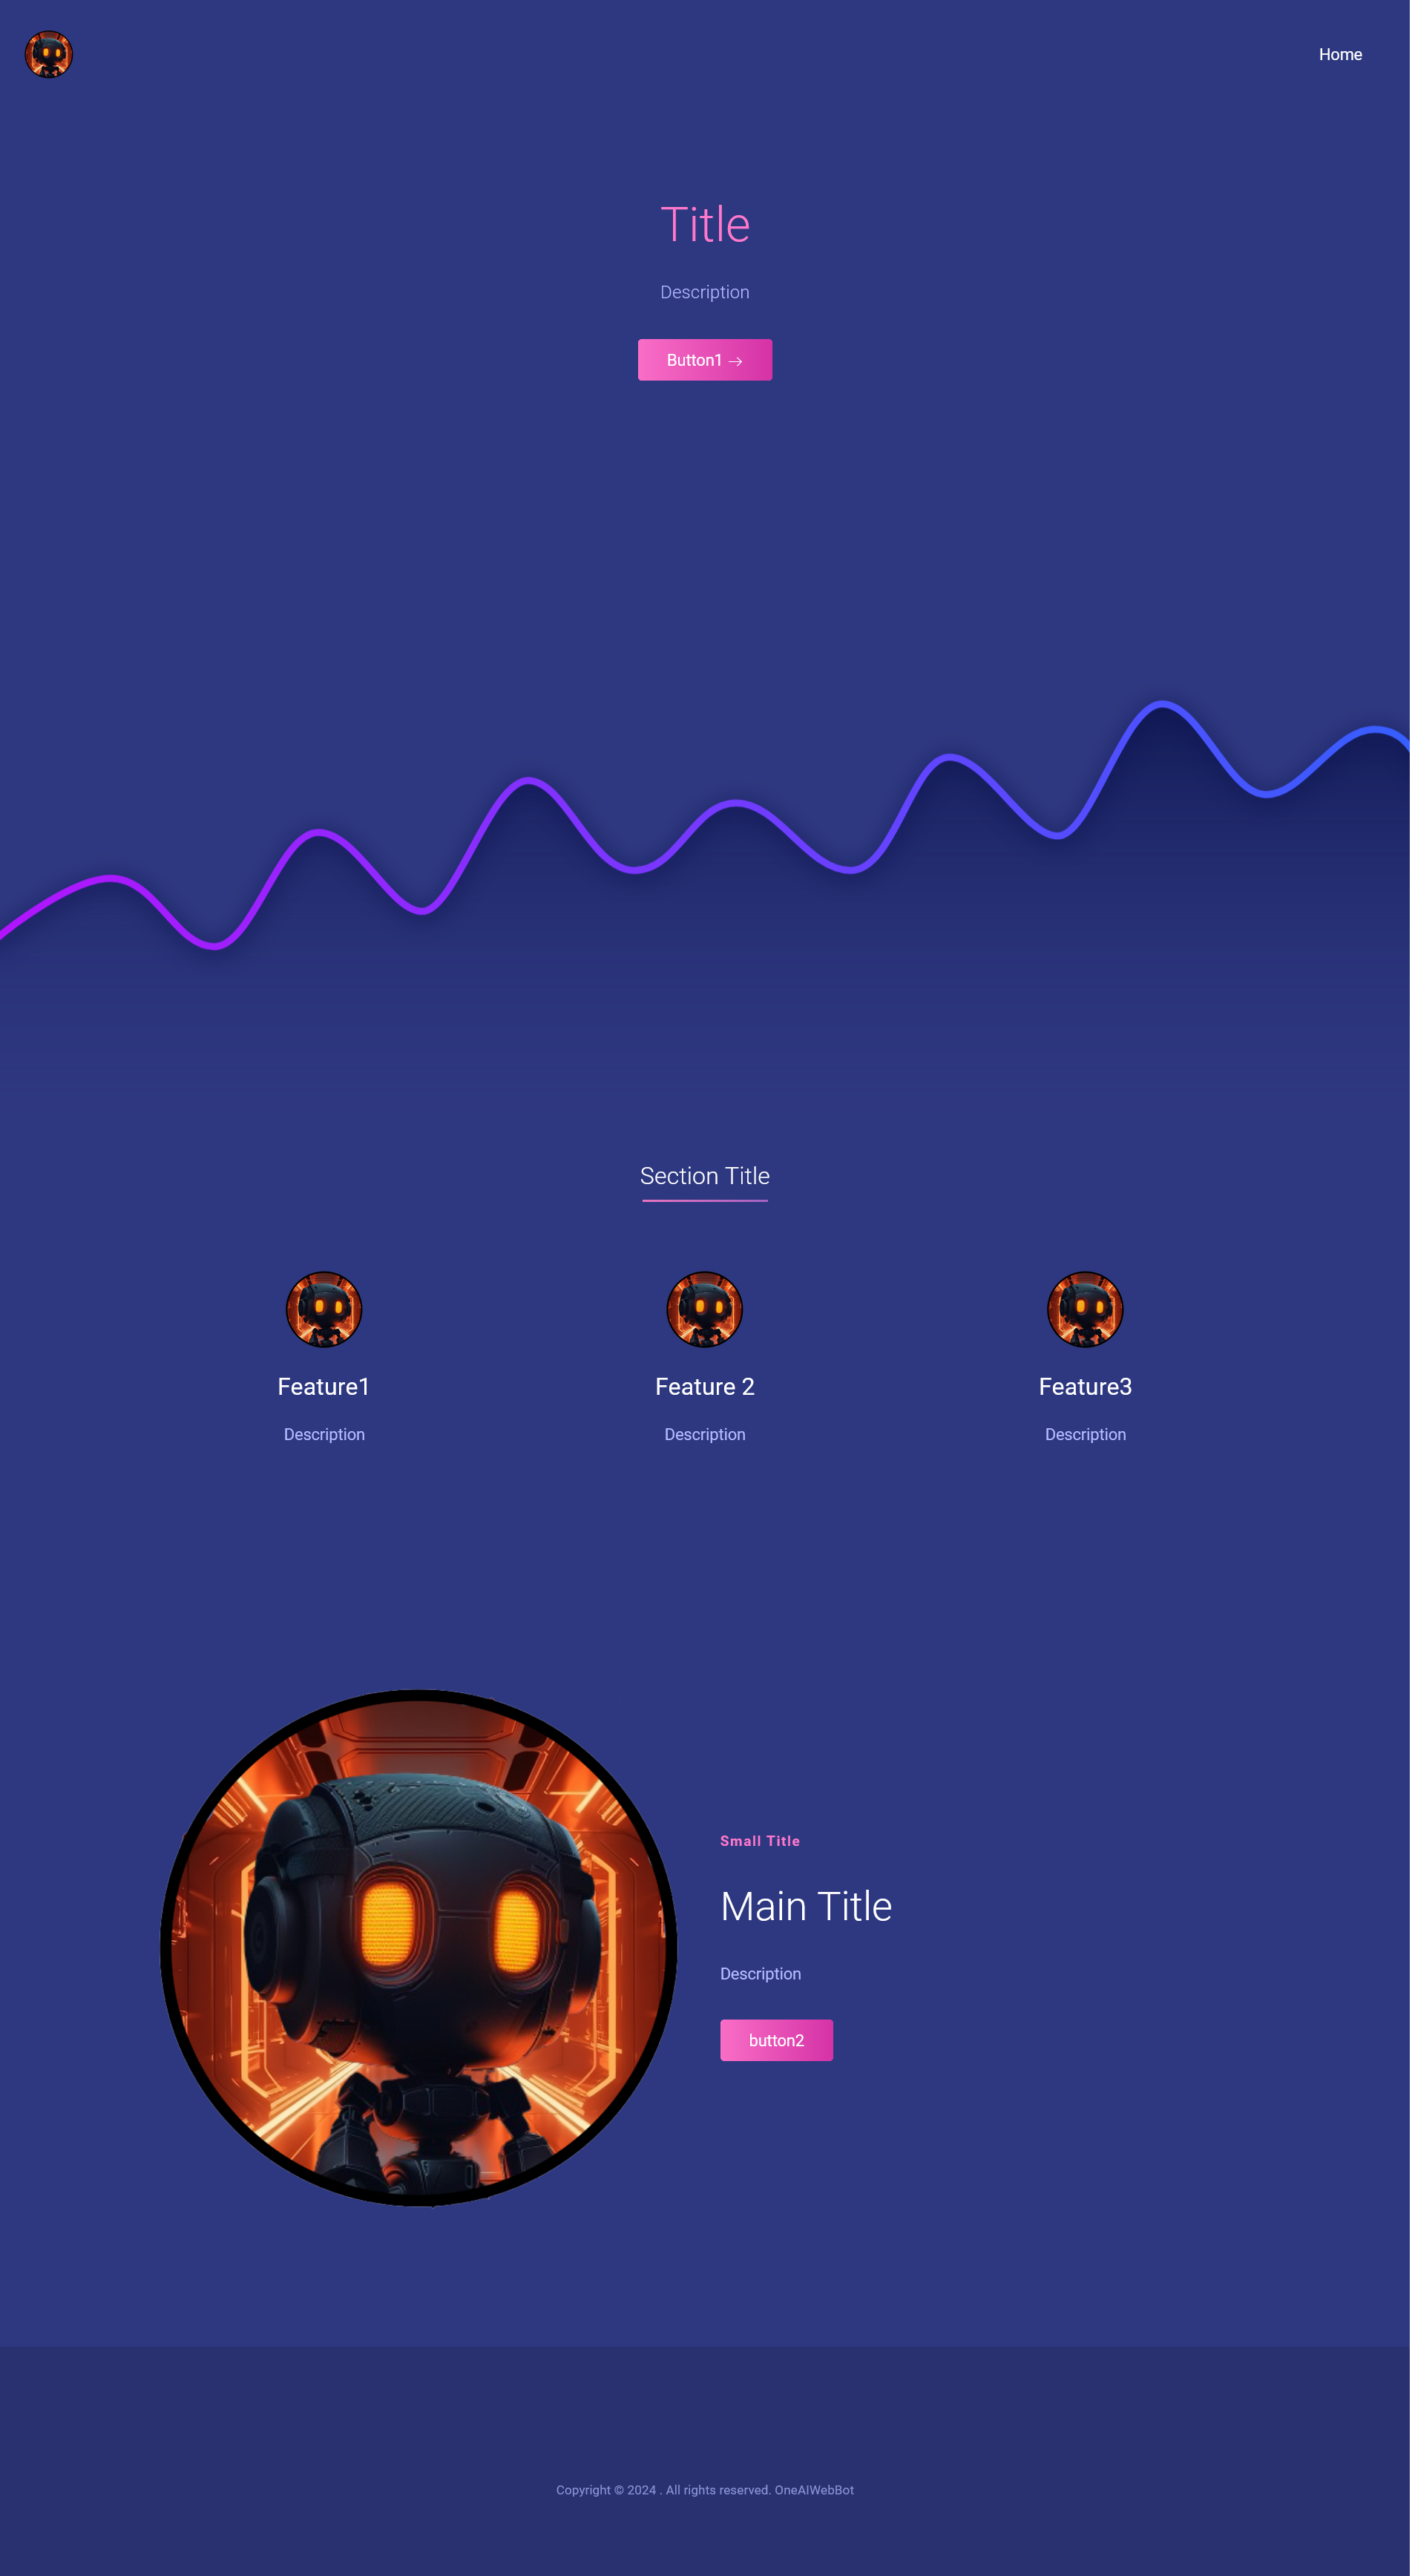 Home
Title
Description
Button1 →
Section Title
Feature1
Feature 2
Feature3
Description
Description
Description
Small Title
Main Title
Description
button2
Copyright © 2024 . All rights reserved. OneAIWebBot